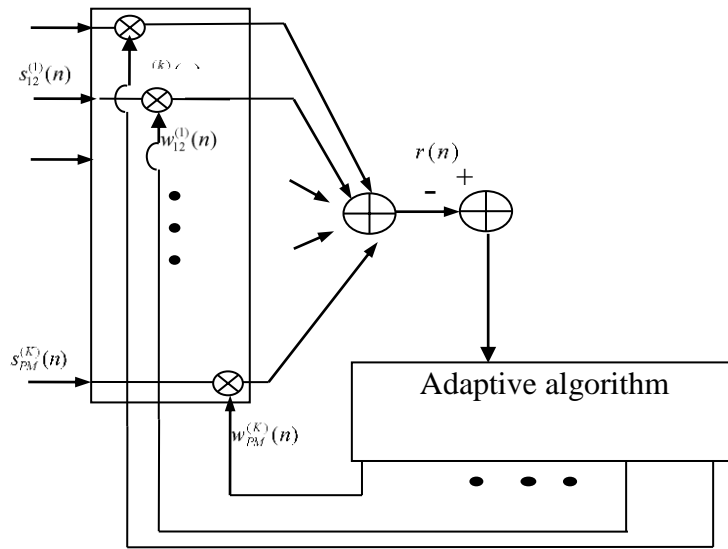 s_{12}^{(1)}(n)
(k)
w_{12}^{(1)}(n)
r(n)
+
-
s_{PM}^{(K)}(n)
Adaptive algorithm
w_{PM}^{(K)}(n)